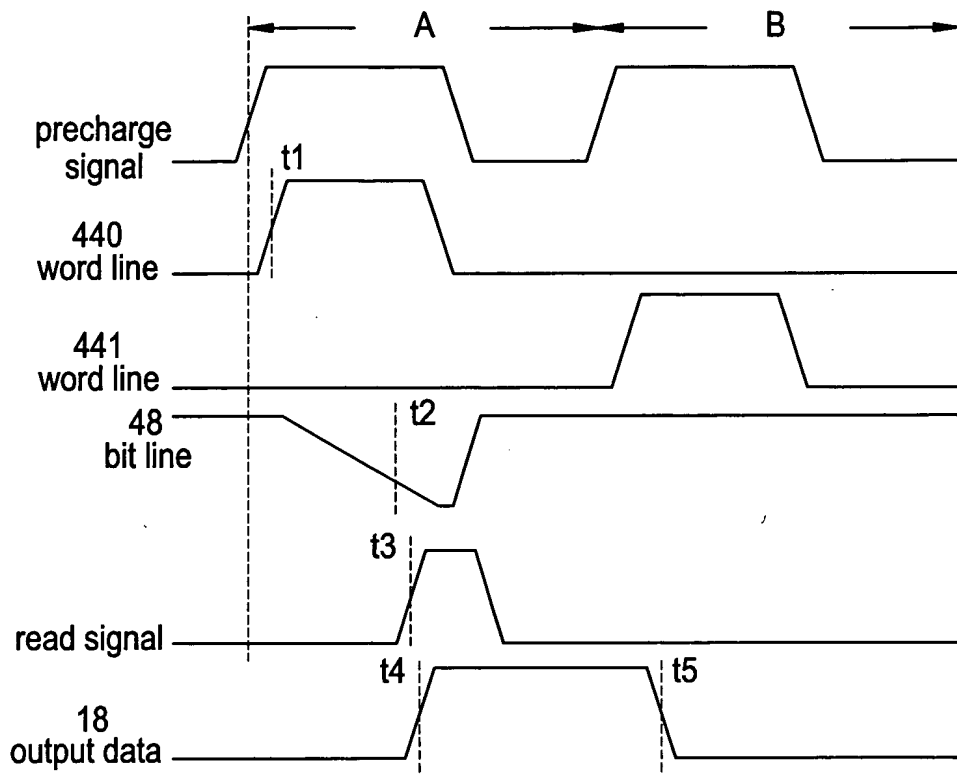 A
B
precharge
signal
t1
440
word line
441
word line
t2
48
bit line
t3
read signal
t4
t5
18
output data